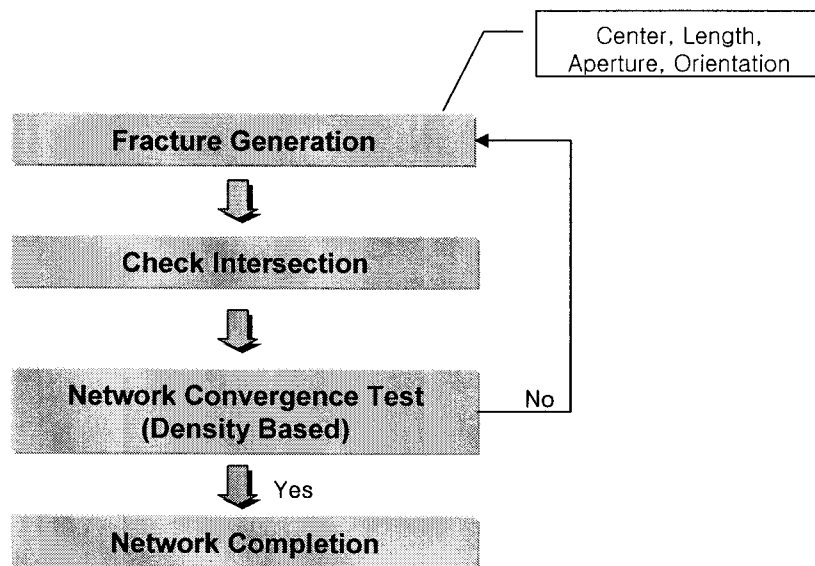 Center, Length,
Aperture, Orientation
Fracture Generation
Check Intersection
Network Convergence Test
(Density Based)
No
Yes
Network Completion